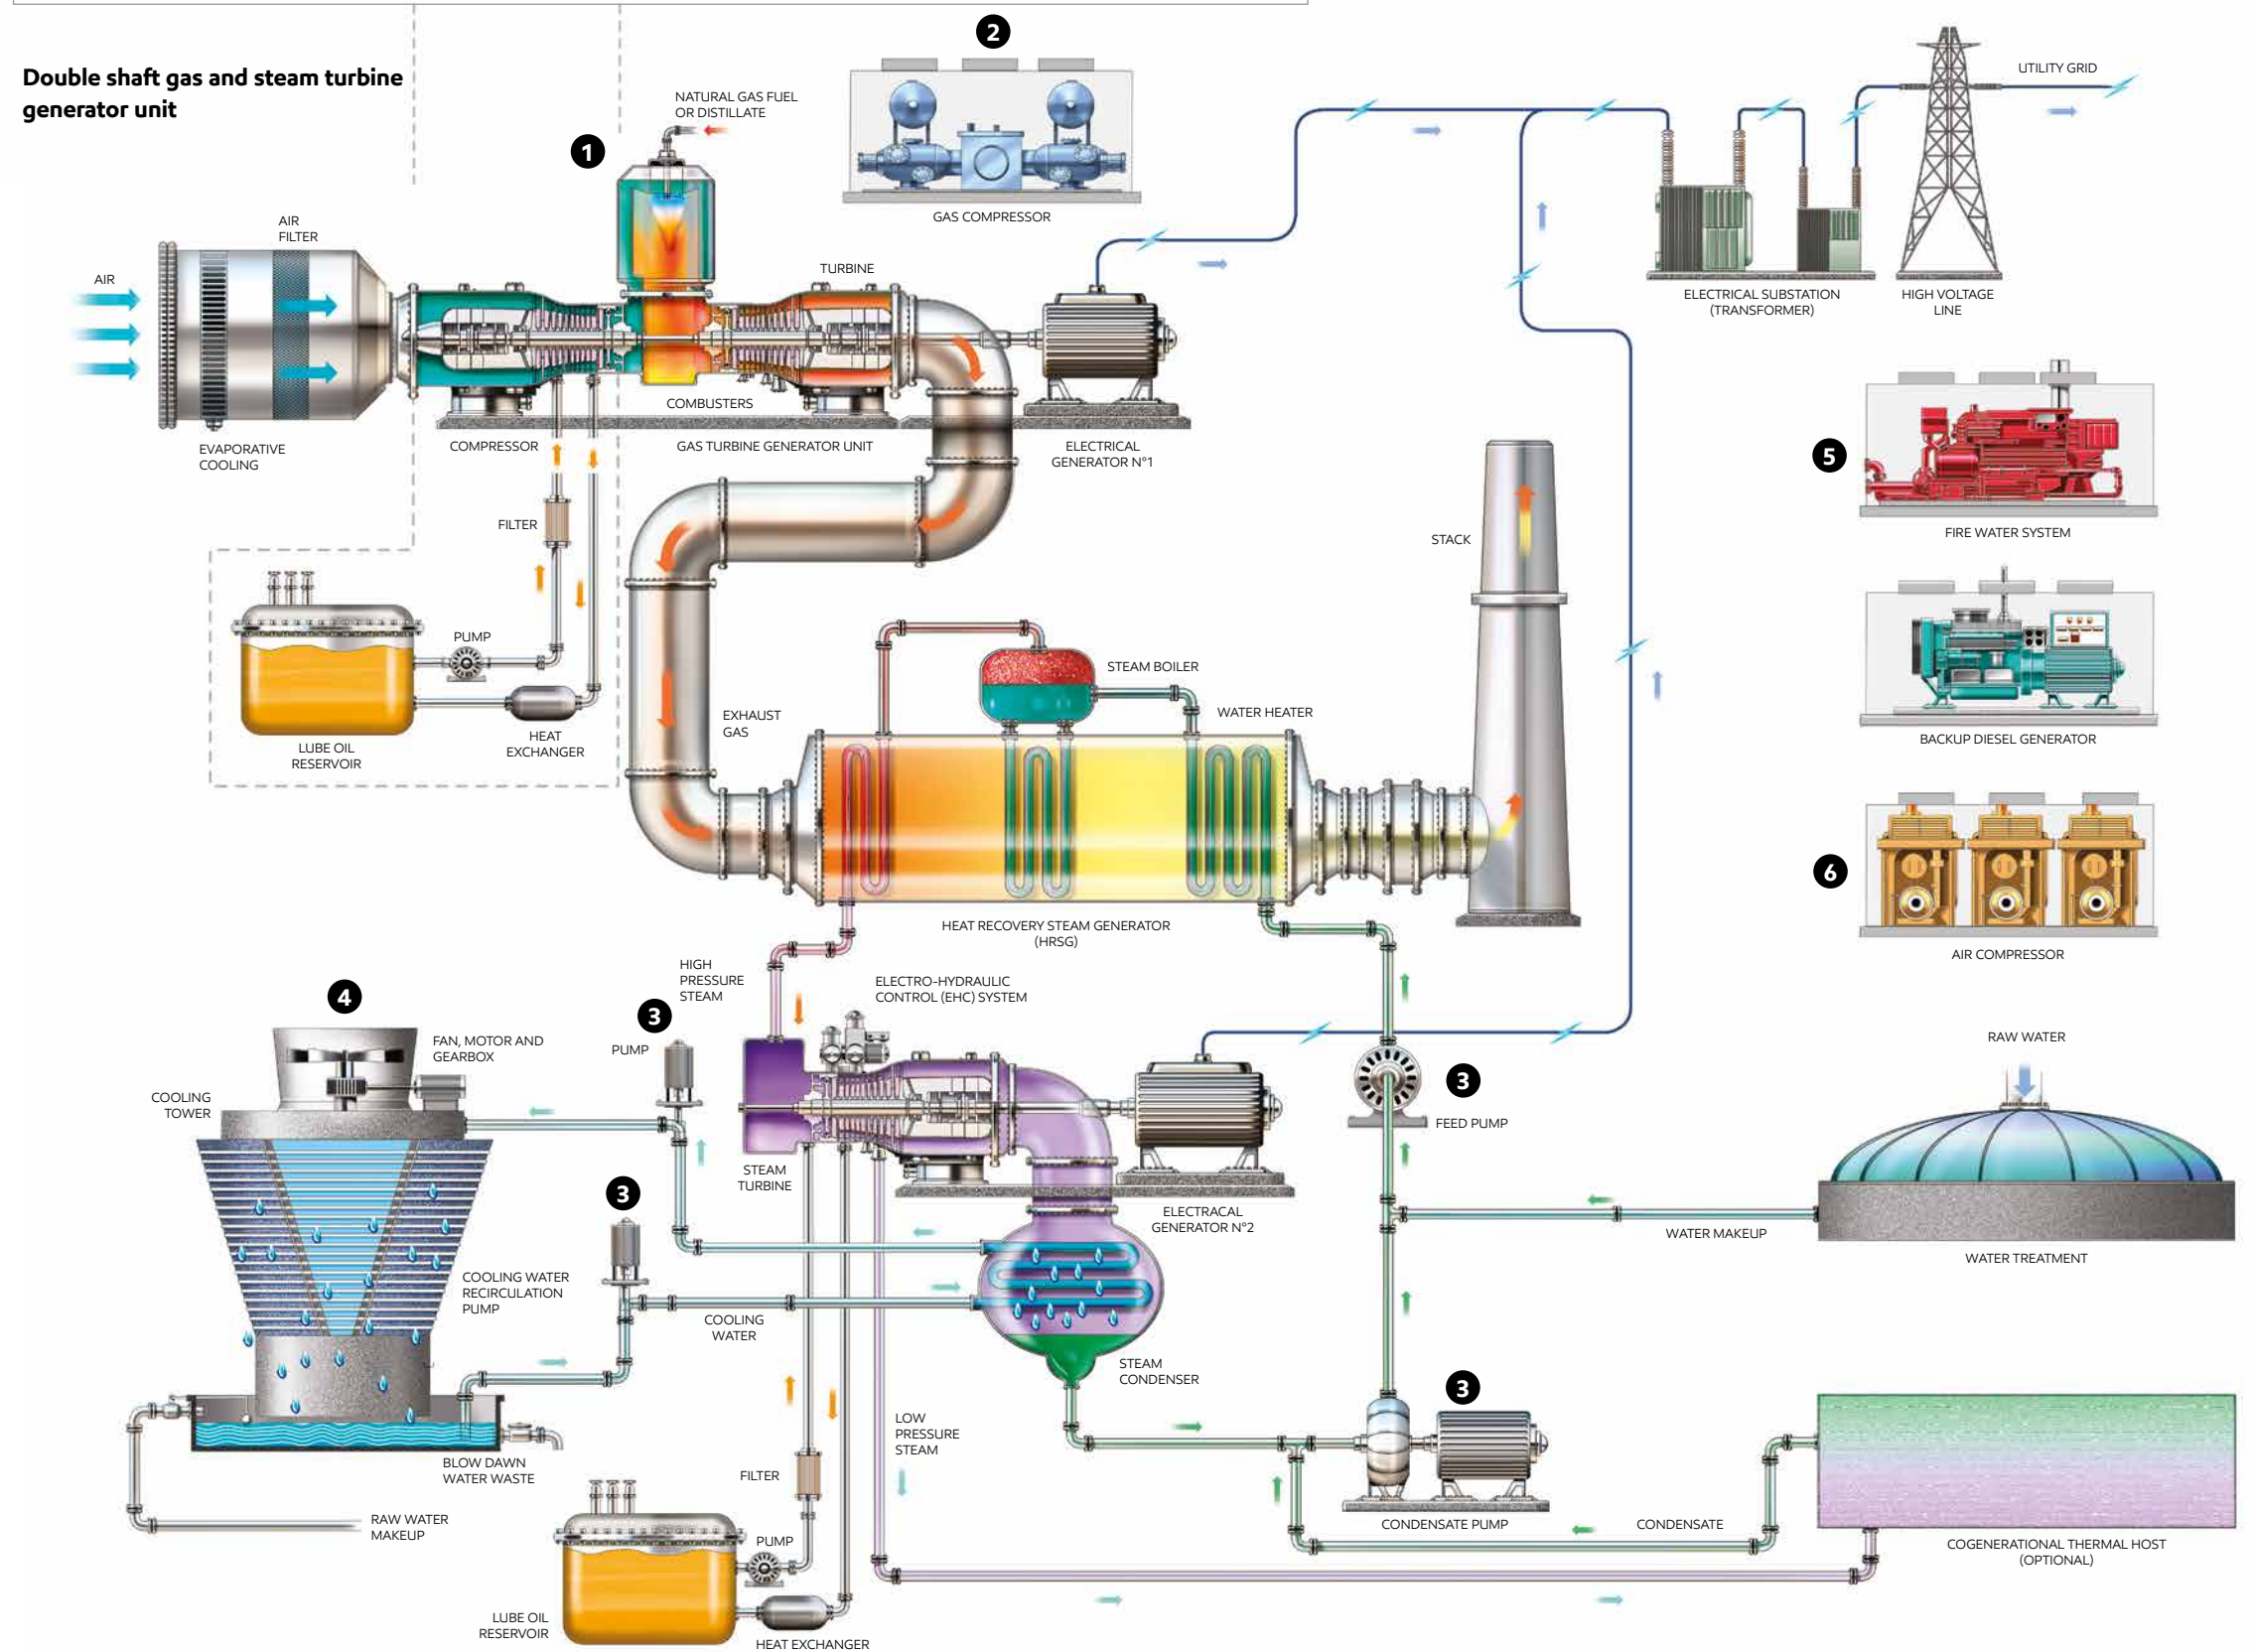 2
Double shaft gas and steam turbine
generator unit
UTILITY GRID
NATURAL GAS FUEL
OR DISTILLATE
1
GAS COMPRESSOR
AIR
FILTER
AIR
TURBINE
ELECTRICAL SUBSTATION
(TRANSFORMER)
HIGH VOLTAGE
LINE
COMBUSTERS
EVAPORATIVE
COOLING
COMPRESSOR
GAS TURBINE GENERATOR UNIT
ELECTRICAL
GENERATOR N°1
5
FILTER
STACK
FIRE WATER SYSTEM
PUMP
STEAM BOILER
WATER HEATER
EXHAUST
GAS
LUBE OIL
RESERVOIR
HEAT
EXCHANGER
BACKUP DIESEL GENERATOR
6
HEAT RECOVERY STEAM GENERATOR
(HRSG)
AIR COMPRESSOR
HIGH
PRESSURE
STEAM
ELECTRO-HYDRAULIC
CONTROL (EHC) SYSTEM
4
3
FAN, MOTOR AND
GEARBOX
PUMP
RAW WATER
COOLING
TOWER
3
FEED PUMP
STEAM
TURBINE
3
ELECTRACAL
GENERATOR N°2
WATER MAKEUP
WATER TREATMENT
COOLING WATER
RECIRCULATION
PUMP
COOLING
WATER
STEAM
CONDENSER
3
LOW
PRESSURE
STEAM
BLOW DAWN
WATER WASTE
FILTER
RAW WATER
MAKEUP
CONDENSATE PUMP
CONDENSATE
COGENERATIONAL THERMAL HOST
(OPTIONAL)
PUMP
LUBE OIL
RESERVOIR
HEAT EXCHANGER